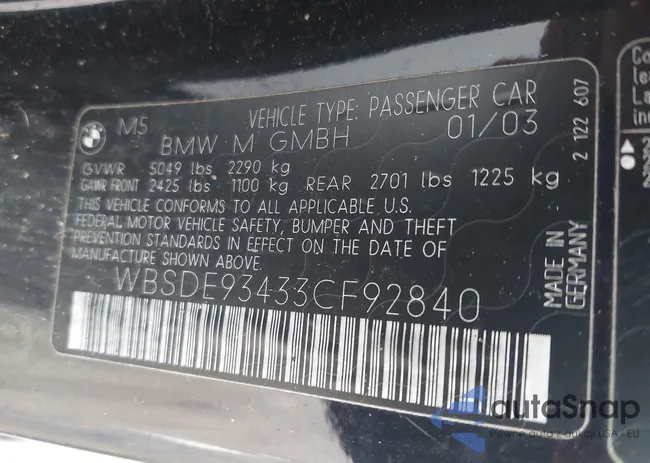 M5 VEHICLE TYPE: PASSENGER CAR
BMW M GMBH 01/03
GVWR 5049 lbs 2290 kg
GAWR FRONT 2425 lbs 1100 kg REAR 2701 lbs 1225 kg
THIS VEHICLE CONFORMS TO ALL APPLICABLE U.S.
FEDERAL MOTOR VEHICLE SAFETY, BUMPER AND THEFT
PREVENTION STANDARDS IN EFFECT ON THE DATE OF
MANUFACTURE SHOWN ABOVE.
WBSDE93433CF92840
MADE IN
GERMANY
2 122 607
Co
lea
La
autoSnap